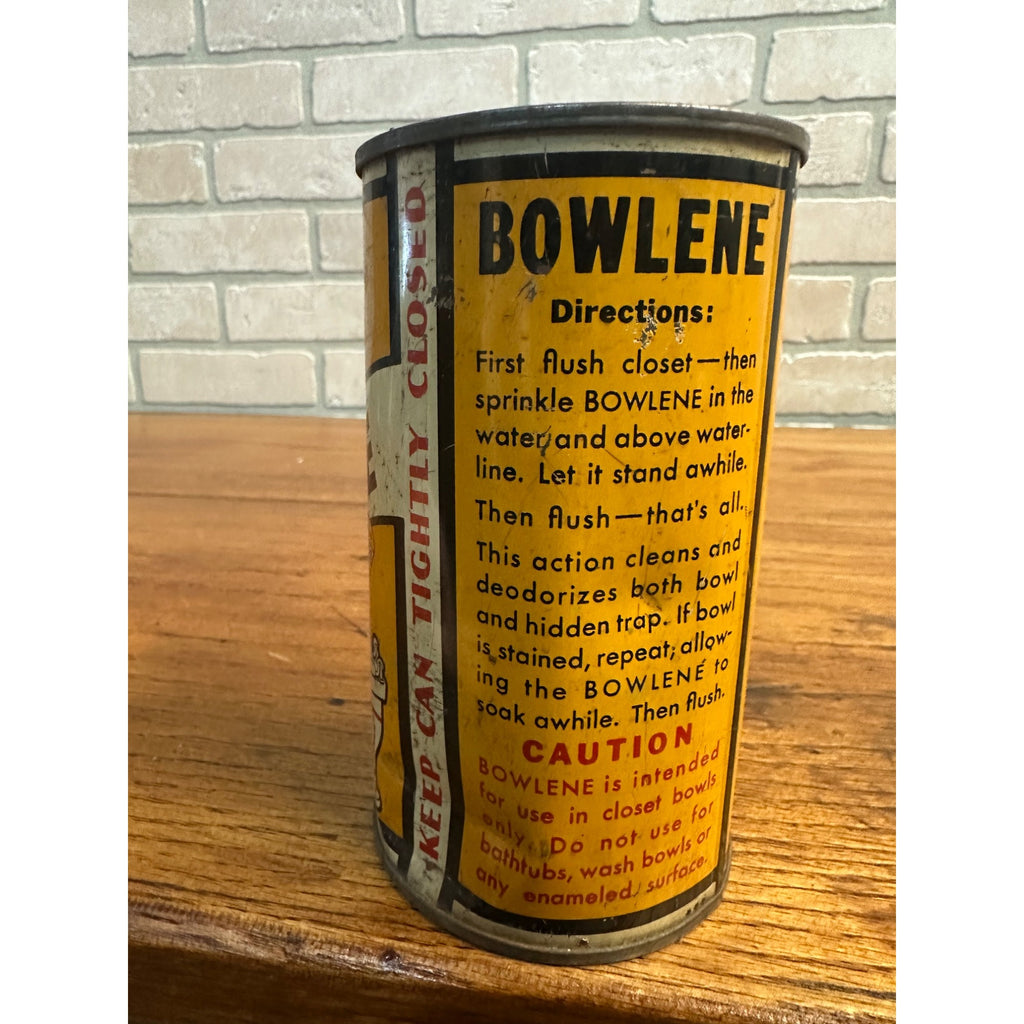 KEEP CAN TIGHTLY CLOSED
BOWLENE
Directions:
First flush closet—then
sprinkle BOWLENE in the
water and above water-
line. Let it stand awhile.
Then flush—that's all.
This action cleans and
deodorizes both bowl
and hidden trap. If bowl
is stained, repeat, allow-
ing the BOWLENE to
soak awhile. Then flush.
CAUTION
BOWLENE is intended
for use in closet bowls
only. Do not use for
bathtubs, wash bowls or
any enameled surface.